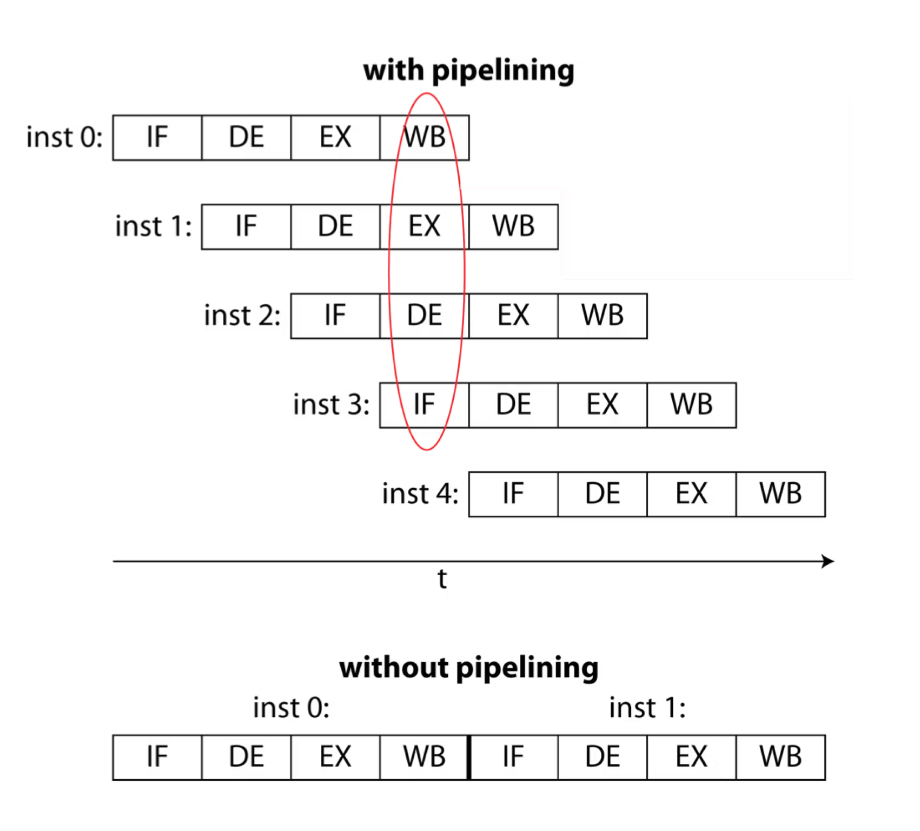 with pipelining
inst 0: IF DE EX WB
inst 1: IF DE EX WB
inst 2: IF DE EX WB
inst 3: IF DE EX WB
inst 4: IF DE EX WB
t
without pipelining
inst 0: inst 1:
IF DE EX WB IF DE EX WB